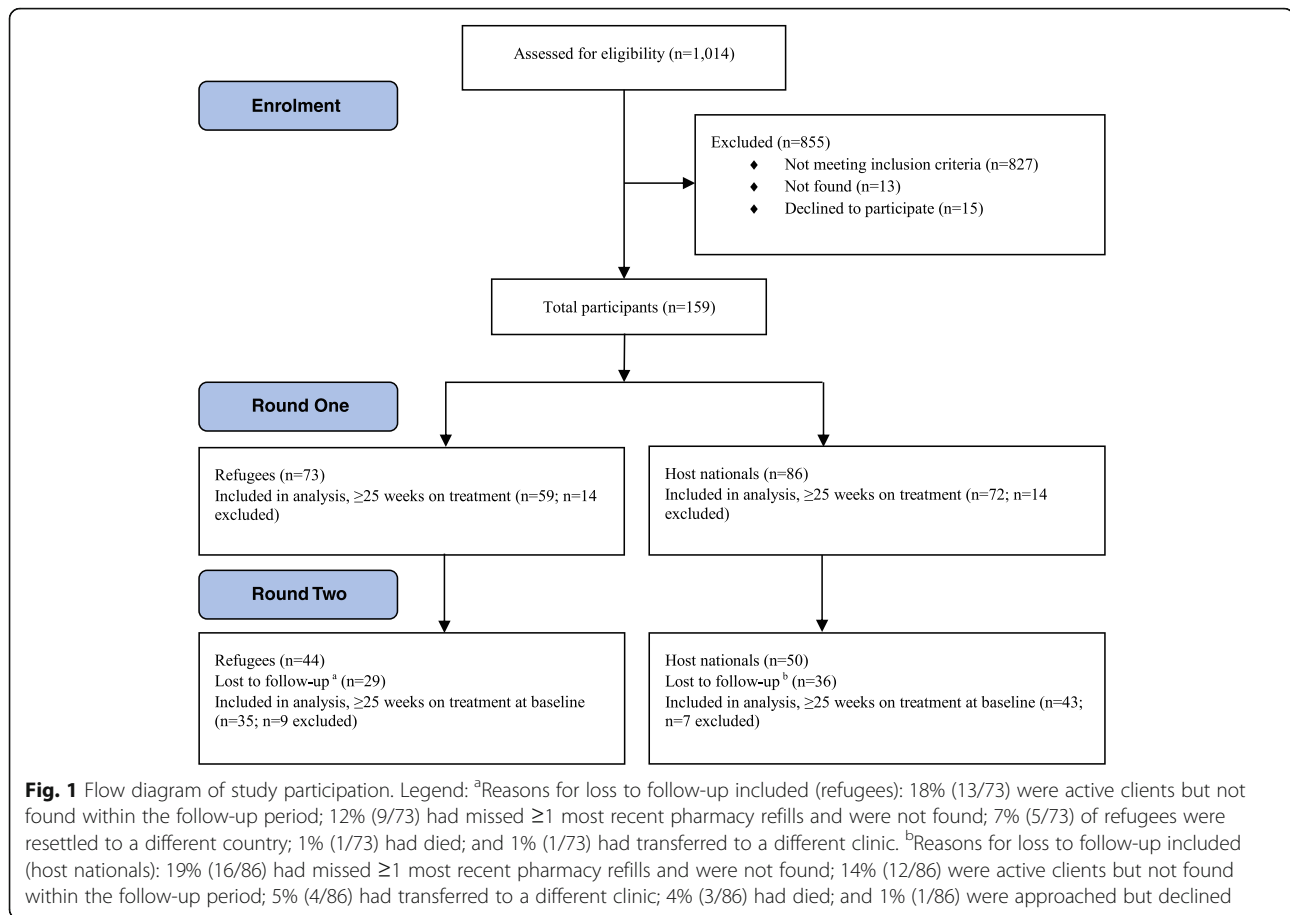 Assessed for eligibility (n=1,014)
Enrolment
Excluded (n=855)
♦ Not meeting inclusion criteria (n=827)
♦ Not found (n=13)
♦ Declined to participate (n=15)
Total participants (n=159)
Round One
Refugees (n=73)
Included in analysis, ≥25 weeks on treatment (n=59; n=14
excluded)
Host nationals (n=86)
Included in analysis, ≥25 weeks on treatment (n=72; n=14
excluded)
Round Two
Refugees (n=44)
Lost to follow-up ᵃ (n=29)
Included in analysis, ≥25 weeks on treatment at baseline
(n=35; n=9 excluded)
Host nationals (n=50)
Lost to follow-up ᵇ (n=36)
Included in analysis, ≥25 weeks on treatment at baseline (n=43;
n=7 excluded)
Fig. 1 Flow diagram of study participation. Legend: ᵃReasons for loss to follow-up included (refugees): 18% (13/73) were active clients but not
found within the follow-up period; 12% (9/73) had missed ≥1 most recent pharmacy refills and were not found; 7% (5/73) of refugees were
resettled to a different country; 1% (1/73) had died; and 1% (1/73) had transferred to a different clinic. ᵇReasons for loss to follow-up included
(host nationals): 19% (16/86) had missed ≥1 most recent pharmacy refills and were not found; 14% (12/86) were active clients but not found
within the follow-up period; 5% (4/86) had transferred to a different clinic; 4% (3/86) had died; and 1% (1/86) were approached but declined